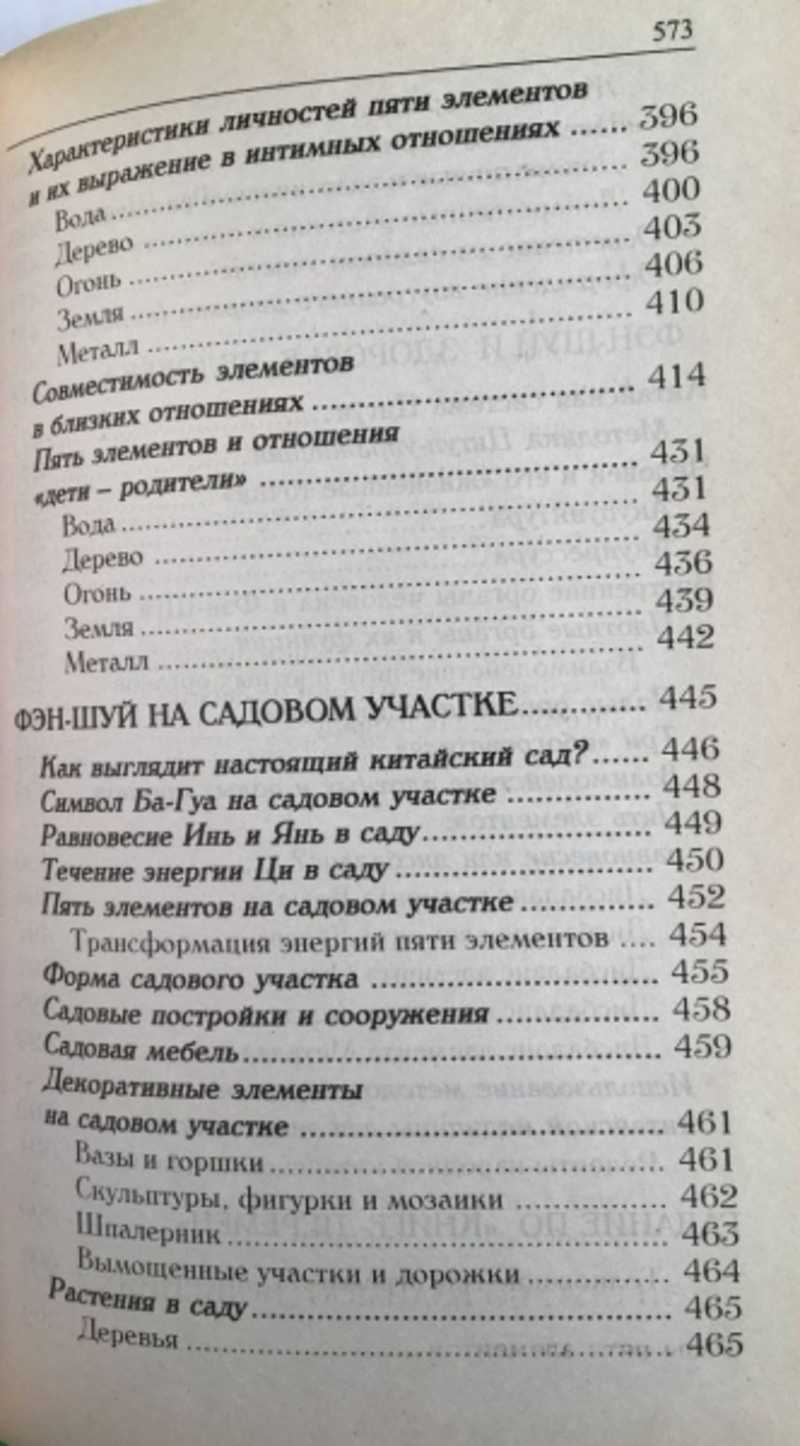 573
Характеристики личностей пяти элементов
и их выражение в интимных отношениях ...... 396
Вода ........ 396
Дерево ........ 400
Огонь ........ 403
Земля ........ 406
Металл ........ 410
Совместимость элементов
в близких отношениях ........ 414
Пять элементов и отношения
«дети – родители» ........ 431
Вода ........ 431
Дерево ........ 434
Огонь ........ 436
Земля ........ 439
Металл ........ 442
ФЭН-ШУЙ НА САДОВОМ УЧАСТКЕ ........ 445
Как выглядит настоящий китайский сад? ...... 446
Символ Ба-Гуа на садовом участке ........ 448
Равновесие Инь и Янь в саду ........ 449
Течение энергии Ци в саду ........ 450
Пять элементов на садовом участке ........ 452
Трансформация энергий пяти элементов .... 454
Форма садового участка ........ 455
Садовые постройки и сооружения ........ 458
Садовая мебель ........ 459
Декоративные элементы
на садовом участке ........ 461
Вазы и горшки ........ 461
Скульптуры, фигурки и мозаики ........ 462
Шпалерник ........ 463
Вымощенные участки и дорожки ........ 464
Растения в саду ........ 465
Деревья ........ 465